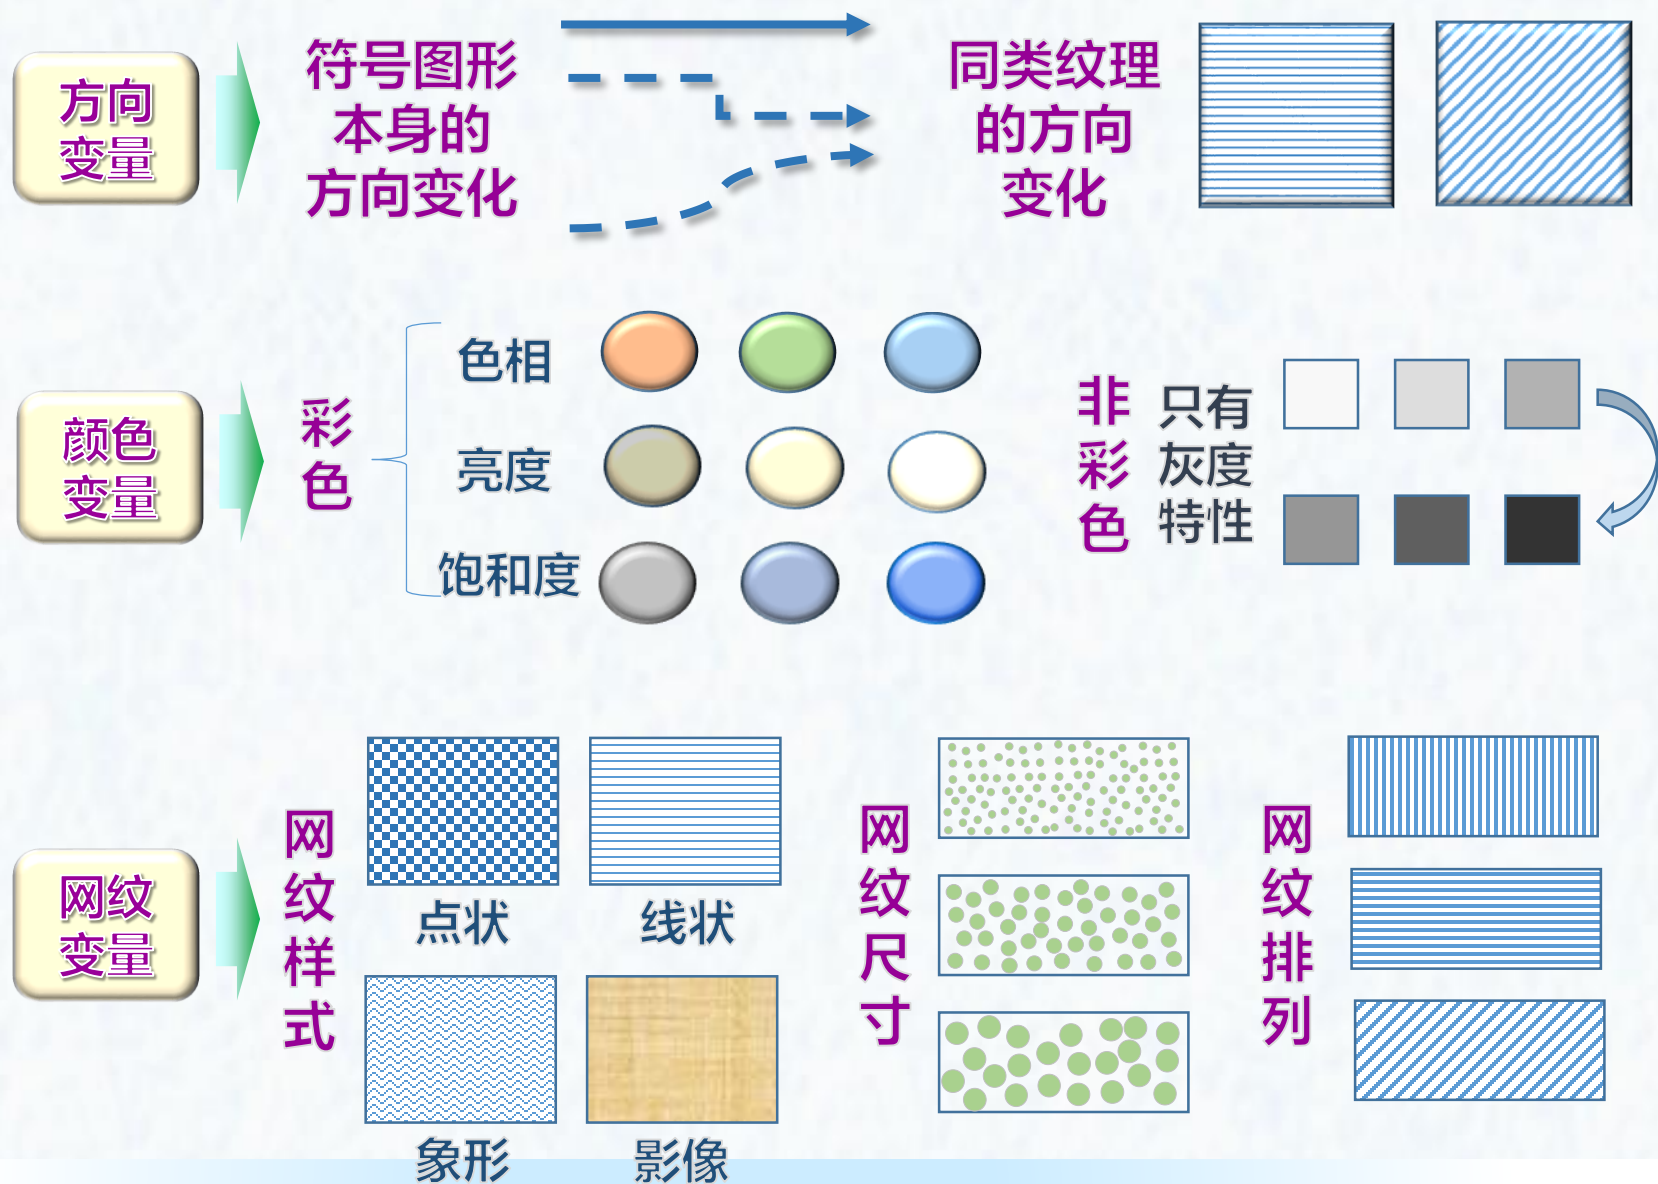 方向
变量
符号图形
本身的
方向变化
同类纹理
的方向
变化
颜色
变量
彩色
色相
亮度
饱和度
非彩色
只有
灰度
特性
网纹
变量
网纹样式
点状
线状
象形
影像
网纹尺寸
网纹排列